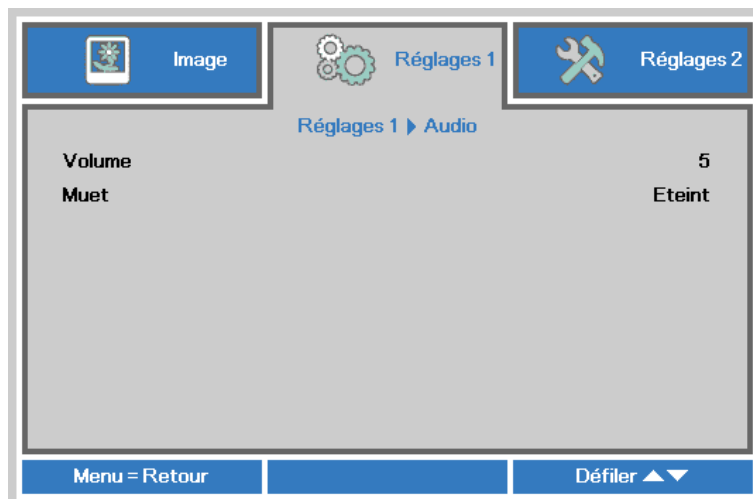 Image
Réglages 1
Réglages 2
Réglages 1 ▶ Audio
Volume 5
Muet Eteint
Menu = Retour
Défiler ▲▼